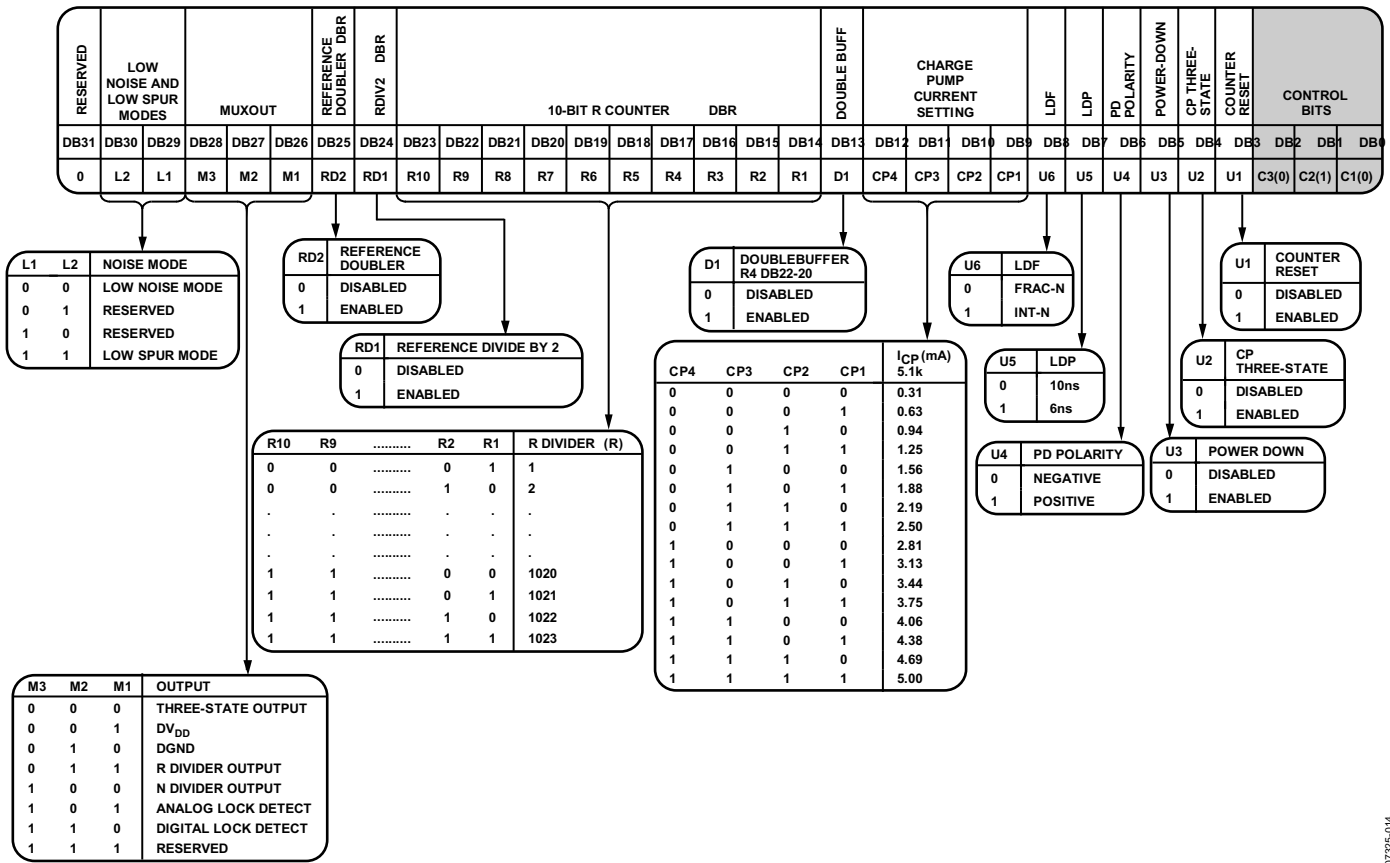 RESERVED
LOW
NOISE AND
LOW SPUR
MODES
MUXOUT
REFERENCE
DOUBLER DBR
RDIV2 DBR
10-BIT R COUNTER DBR
DOUBLE BUFF
CHARGE
PUMP
CURRENT
SETTING
LDF
LDP
PD
POLARITY
POWER-DOWN
CP THREE-
STATE
COUNTER
RESET
CONTROL
BITS
DB31 DB30 DB29 DB28 DB27 DB26 DB25 DB24 DB23 DB22 DB21 DB20 DB19 DB18 DB17 DB16 DB15 DB14 DB13 DB12 DB11 DB10 DB9 DB8 DB7 DB6 DB5 DB4 DB3 DB2 DB1 DB0
0 L2 L1 M3 M2 M1 RD2 RD1 R10 R9 R8 R7 R6 R5 R4 R3 R2 R1 D1 CP4 CP3 CP2 CP1 U6 U5 U4 U3 U2 U1 C3(0) C2(1) C1(0)
L1 L2 NOISE MODE
0 0 LOW NOISE MODE
0 1 RESERVED
1 0 RESERVED
1 1 LOW SPUR MODE
RD2 REFERENCE
DOUBLER
0 DISABLED
1 ENABLED
RD1 REFERENCE DIVIDE BY 2
0 DISABLED
1 ENABLED
R10 R9 .......... R2 R1 R DIVIDER (R)
0 0 .......... 0 1 1
0 0 .......... 1 0 2
. . .......... . . .
. . .......... . . .
. . .......... . . .
1 1 .......... 0 0 1020
1 1 .......... 0 1 1021
1 1 .......... 1 0 1022
1 1 .......... 1 1 1023
D1 DOUBLEBUFFER
R4 DB22-20
0 DISABLED
1 ENABLED
ICP (mA)
CP4 CP3 CP2 CP1 5.1k
0 0 0 0 0.31
0 0 0 1 0.63
0 0 1 0 0.94
0 0 1 1 1.25
0 1 0 0 1.56
0 1 0 1 1.88
0 1 1 0 2.19
0 1 1 1 2.50
1 0 0 0 2.81
1 0 0 1 3.13
1 0 1 0 3.44
1 0 1 1 3.75
1 1 0 0 4.06
1 1 0 1 4.38
1 1 1 0 4.69
1 1 1 1 5.00
U6 LDF
0 FRAC-N
1 INT-N
U5 LDP
0 10ns
1 6ns
U4 PD POLARITY
0 NEGATIVE
1 POSITIVE
U1 COUNTER
RESET
0 DISABLED
1 ENABLED
U2 CP
THREE-STATE
0 DISABLED
1 ENABLED
U3 POWER DOWN
0 DISABLED
1 ENABLED
M3 M2 M1 OUTPUT
0 0 0 THREE-STATE OUTPUT
0 0 1 DVDD
0 1 0 DGND
0 1 1 R DIVIDER OUTPUT
1 0 0 N DIVIDER OUTPUT
1 0 1 ANALOG LOCK DETECT
1 1 0 DIGITAL LOCK DETECT
1 1 1 RESERVED